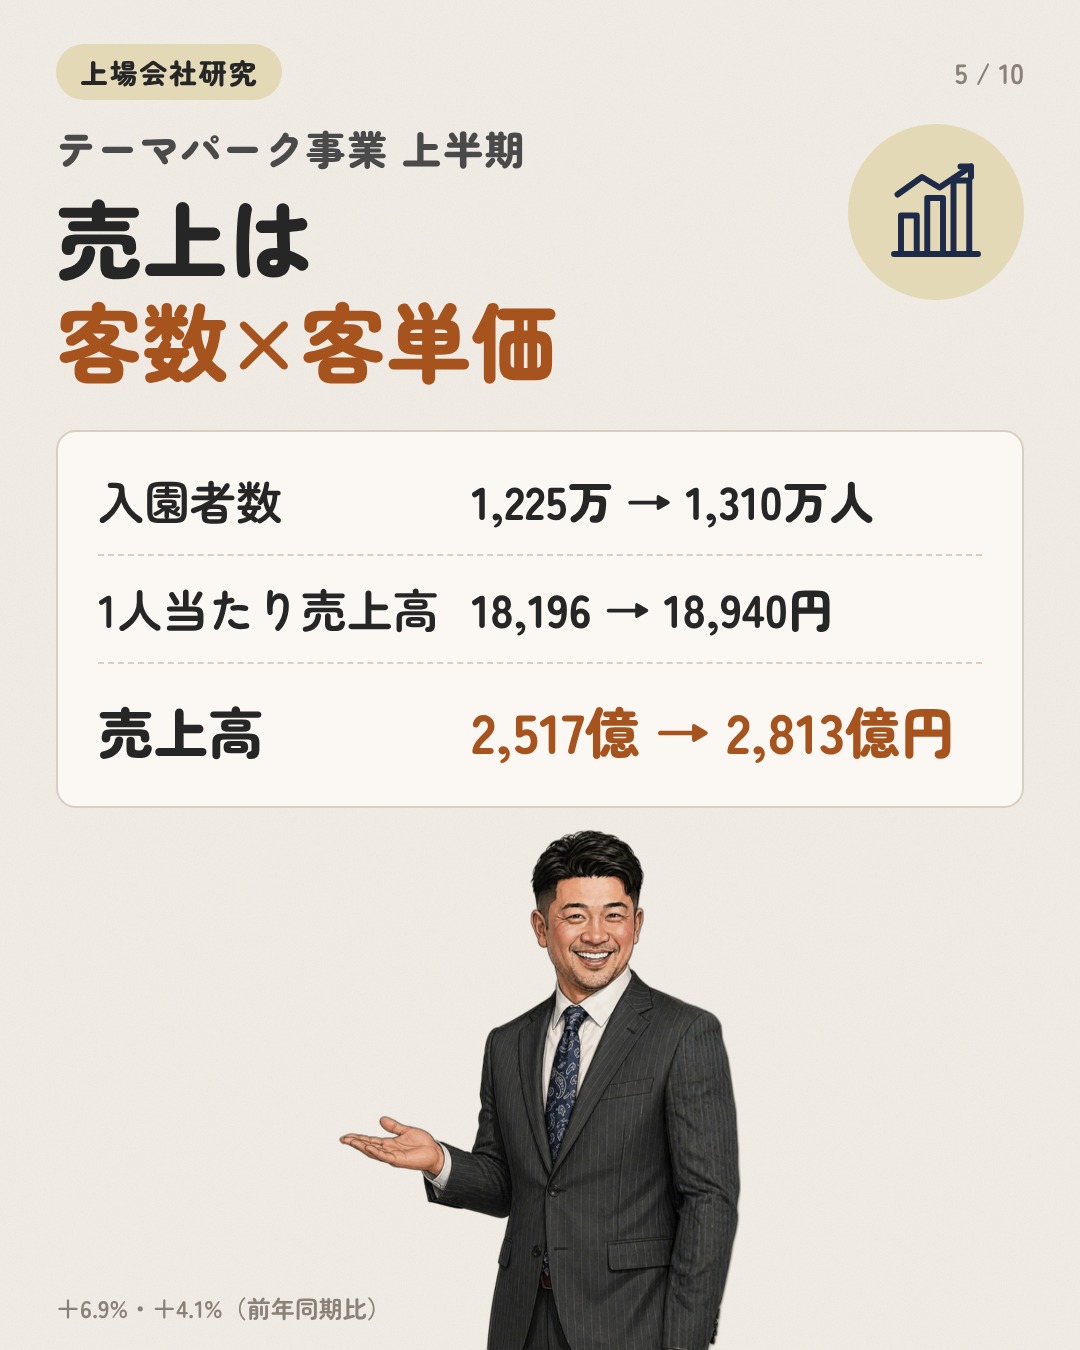 上場会社研究
5 / 10
テーマパーク事業 上半期
売上は
客数×客単価
入園者数 1,225万 → 1,310万人
1人当たり売上高 18,196 → 18,940円
売上高 2,517億 → 2,813億円
+6.9%・+4.1%（前年同期比）